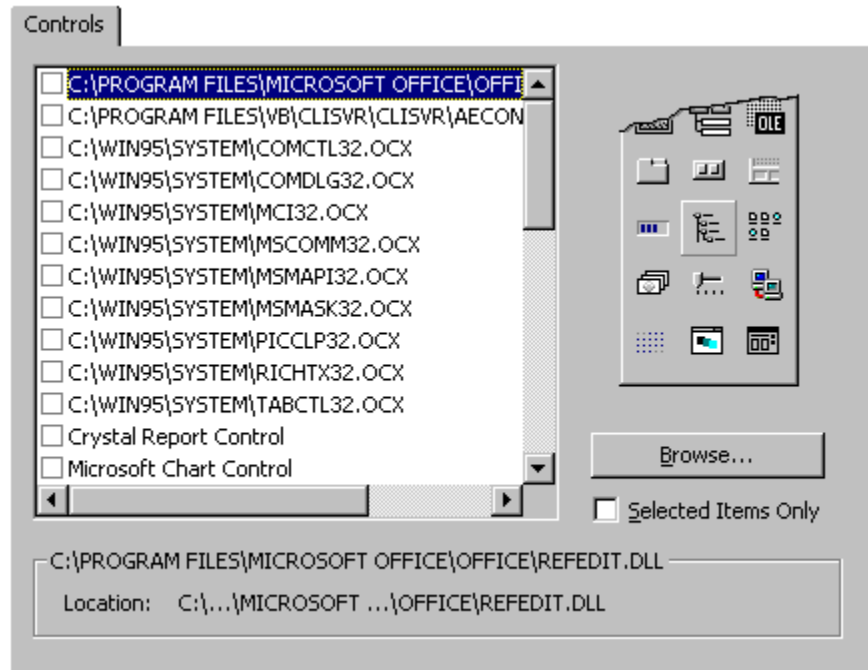 Controls
C:\PROGRAM FILES\MICROSOFT OFFICE\OFFI
C:\PROGRAM FILES\VB\CLISVR\CLISVR\AECON
C:\WIN95\SYSTEM\COMCTL32.OCX
C:\WIN95\SYSTEM\COMDLG32.OCX
C:\WIN95\SYSTEM\MCI32.OCX
C:\WIN95\SYSTEM\MSCOMM32.OCX
C:\WIN95\SYSTEM\MSMAPI32.OCX
C:\WIN95\SYSTEM\MSMASK32.OCX
C:\WIN95\SYSTEM\PICCLP32.OCX
C:\WIN95\SYSTEM\RICHTX32.OCX
C:\WIN95\SYSTEM\TABCTL32.OCX
Crystal Report Control
Microsoft Chart Control
OLE
Browse...
Selected Items Only
C:\PROGRAM FILES\MICROSOFT OFFICE\OFFICE\REFEDIT.DLL
Location: C:\...\MICROSOFT ...\OFFICE\REFEDIT.DLL